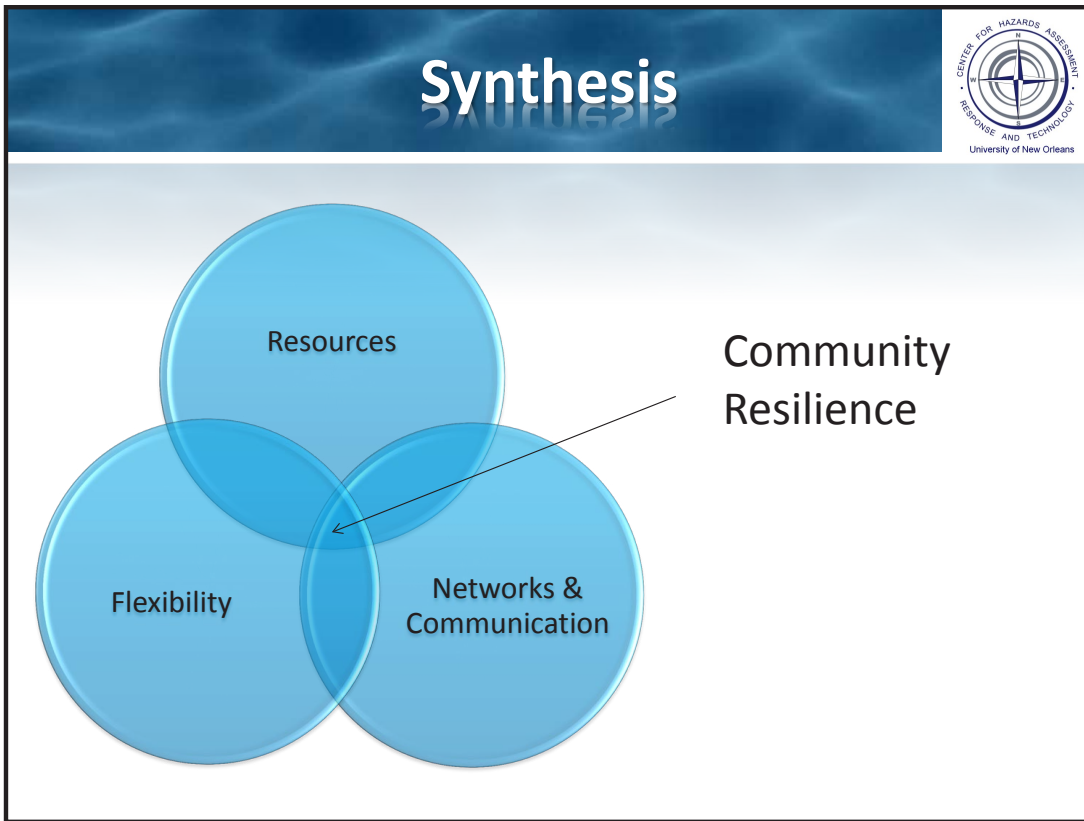 Synthesis
CENTER FOR HAZARDS ASSESSMENT
RESPONSE AND TECHNOLOGY
N
W
E
S
University of New Orleans
Resources
Community
Resilience
Flexibility
Networks &
Communication